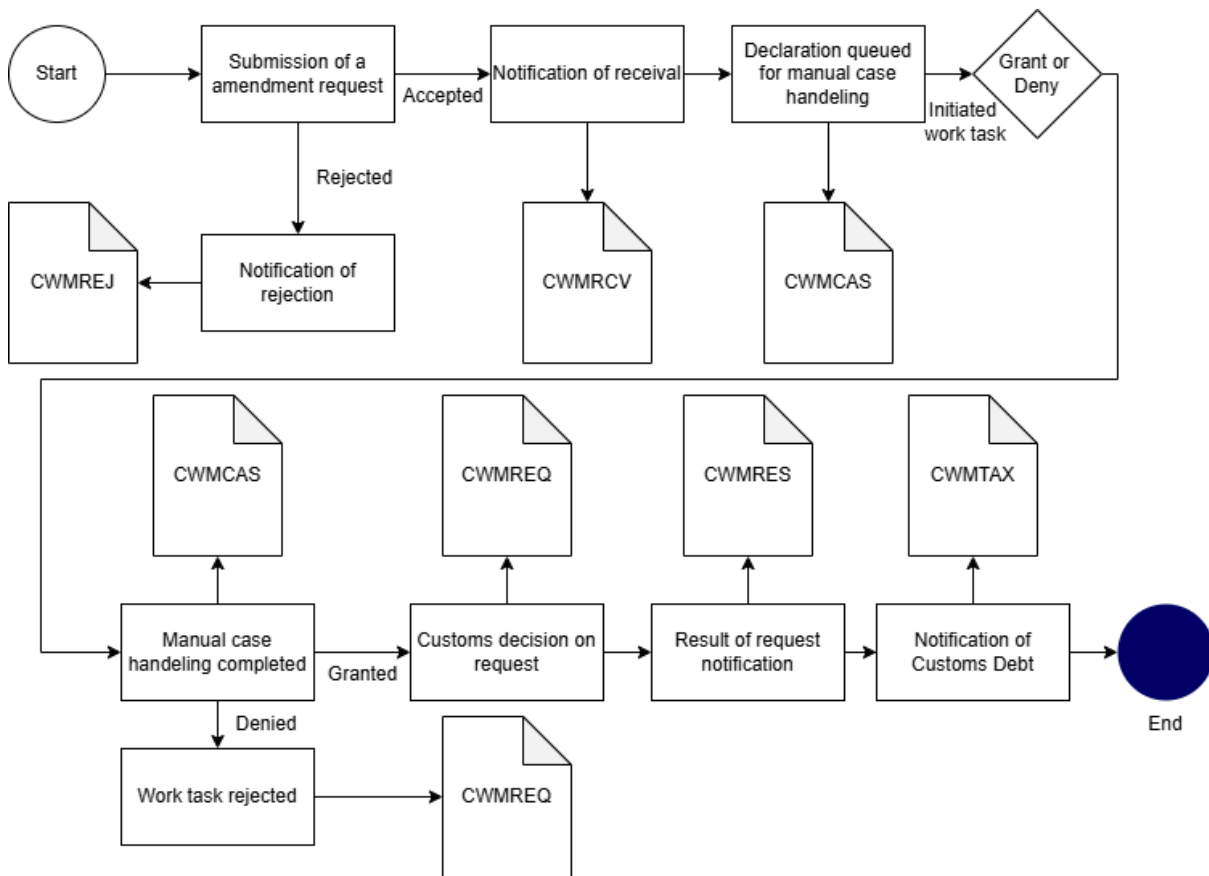 Start
Submission of a
amendment request
Accepted
Notification of receival
Declaration queued
for manual case
handeling
Initiated
work task
Grant or
Deny
Rejected
CWMREJ
Notification of
rejection
CWMRCV
CWMCAS
CWMCAS
CWMREQ
CWMRES
CWMTAX
Manual case
handeling completed
Granted
Customs decision on
request
Result of request
notification
Notification of
Customs Debt
End
Denied
Work task rejected
CWMREQ